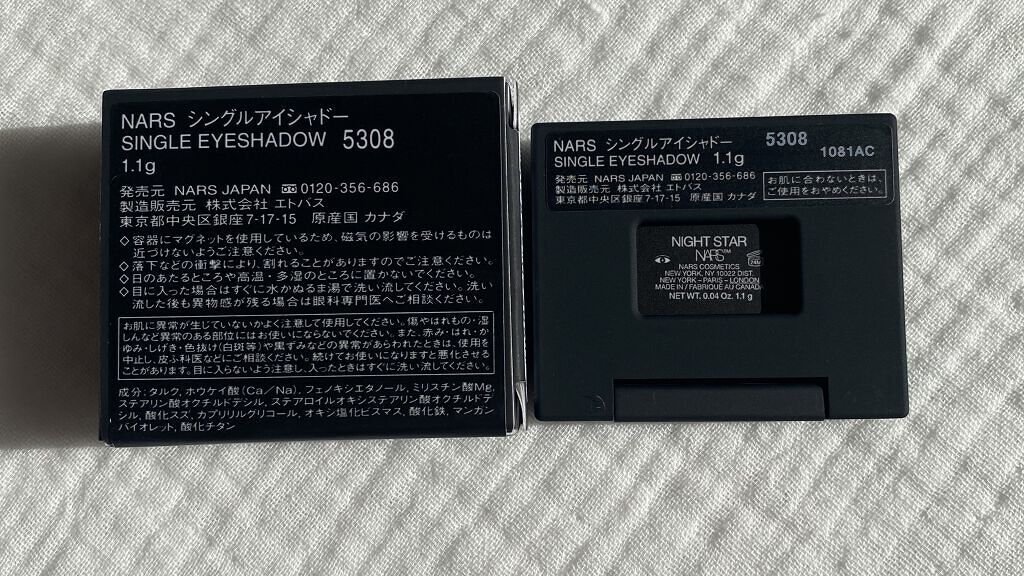 NARS シングルアイシャドー
SINGLE EYESHADOW 5308
1.1g
発売元 NARS JAPAN 0120-356-686
製造販売元 株式会社 エトバス
東京都中央区銀座7-17-15 原産国 カナダ
◇容器にマグネットを使用しているため、磁気の影響を受けるものは
近づけないようご注意ください。
◇落下などの衝撃により、割れることがありますのでご注意ください。
◇日のあたるところや高温・多湿のところに置かないでください。
◇目に入った場合はすぐに水かぬるま湯で洗い流してください。洗い
流した後も異物感が残る場合は眼科専門医へご相談ください。
お肌に異常が生じていないかよく注意して使用してください。傷やはれもの・湿
しんなど異常のある部位にはお使いにならないでください。また、赤み・はれ・か
ゆみ・しげき・色抜け(白斑等)や黒ずみなどの異常があらわれたときは、使用を
中止し、皮ふ科医などにご相談ください。続けてお使いになりますと悪化させる
ことがあります。目に入らないよう注意し、入ったときはすぐに洗い流してください。
成分:タルク、ホウケイ酸(Ca/Na)、フェノキシエタノール、ミリスチン酸Mg、
ステアリン酸オクチルドデシル、ステアロイルオキシステアリン酸オクチルドデ
シル、酸化スズ、カプリリルグリコール、オキシ塩化ビスマス、酸化鉄、マンガン
バイオレット、酸化チタン
NARS シングルアイシャドー 5308
SINGLE EYESHADOW 1.1g 1081AC
発売元 NARS JAPAN 0120-356-686
製造販売元 株式会社 エトバス
東京都中央区銀座7-17-15 原産国 カナダ
お肌に合わないときは、
ご使用をおやめください。
NIGHT STAR
NARS™
NARS COSMETICS
NEW YORK, NY 10022 DIST.
NEW YORK – PARIS – LONDON
MADE IN / FABRIQUÉ AU CANADA
NET WT. 0.04 Oz. 1.1 g